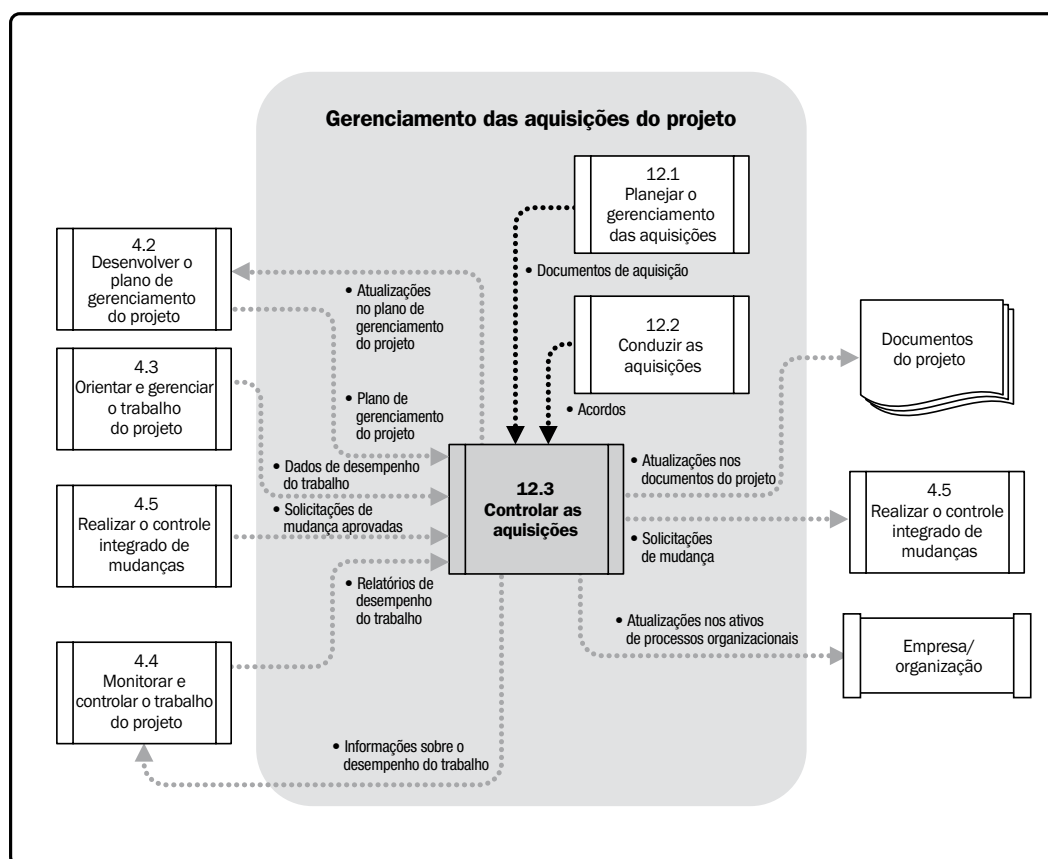 Gerenciamento das aquisições do projeto
12.1
Planejar o
gerenciamento
das aquisições
4.2
Desenvolver o
plano de
gerenciamento
do projeto
• Documentos de aquisição
• Atualizações
no plano de
gerenciamento
do projeto
12.2
Conduzir as
aquisições
Documentos
do projeto
4.3
Orientar e gerenciar
o trabalho
do projeto
• Plano de
gerenciamento
do projeto
• Acordos
• Dados de desempenho
do trabalho
• Atualizações nos
documentos do projeto
12.3
Controlar as
aquisições
4.5
Realizar o controle
integrado de
mudanças
• Solicitações de
mudança aprovadas
• Solicitações
de mudança
4.5
Realizar o controle
integrado de
mudanças
• Relatórios de
desempenho
do trabalho
• Atualizações nos ativos
de processos organizacionais
4.4
Monitorar e
controlar o trabalho
do projeto
Empresa/
organização
• Informações sobre o
desempenho do trabalho